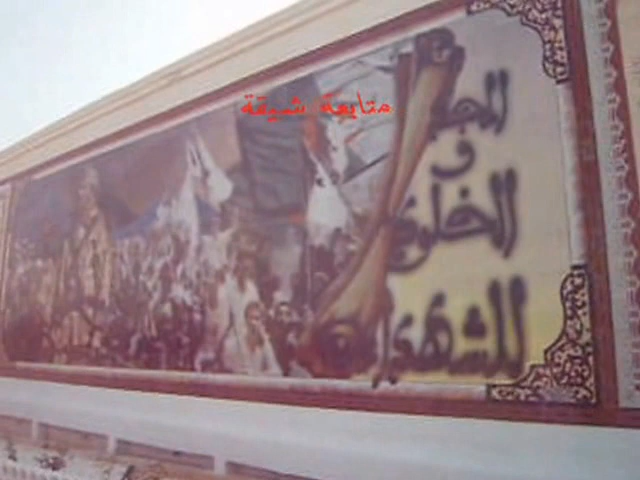 متابعة/شيقة
المجد
و
الخلود
للشهداء